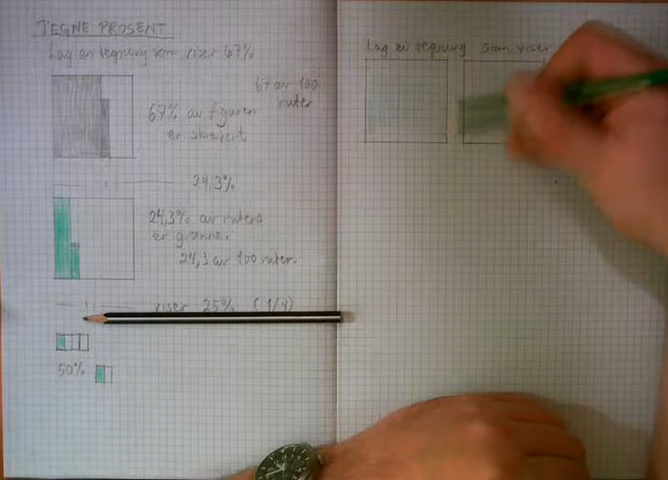 TEGNE PROSENT
Lag en tegning som viser 67%
67 av 100
ruter
67% av figuren
er skravert
24,3%
24,3% av rutene
er grønne.
24,3 av 100 ruter.
viser 25% (1/4)
50%
Lag en tegning som viser